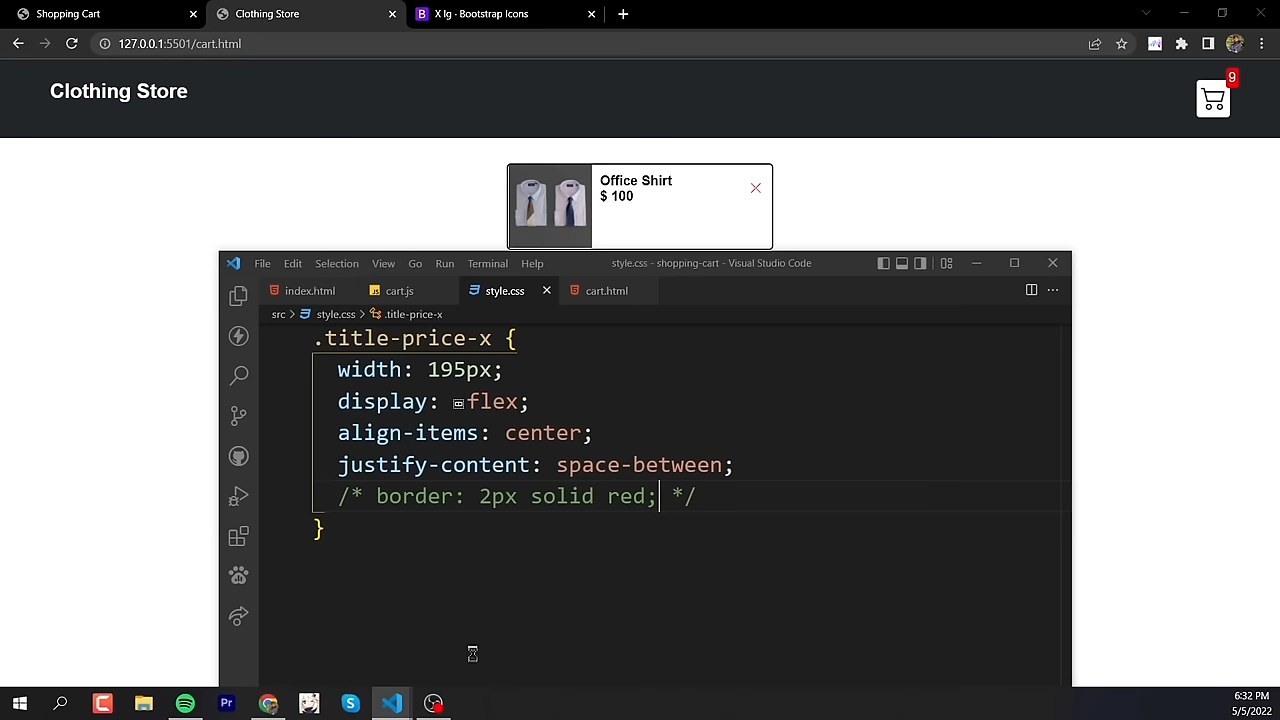 Shopping Cart
Clothing Store
X lg · Bootstrap Icons
127.0.0.1:5501/cart.html
Clothing Store
9
Office Shirt
$ 100
File Edit Selection View Go Run Terminal Help
style.css - shopping-cart - Visual Studio Code
index.html
cart.js
style.css
cart.html
src > style.css > .title-price-x
.title-price-x {
width: 195px;
display: flex;
align-items: center;
justify-content: space-between;
/* border: 2px solid red; */
}
6:32 PM
5/5/2022